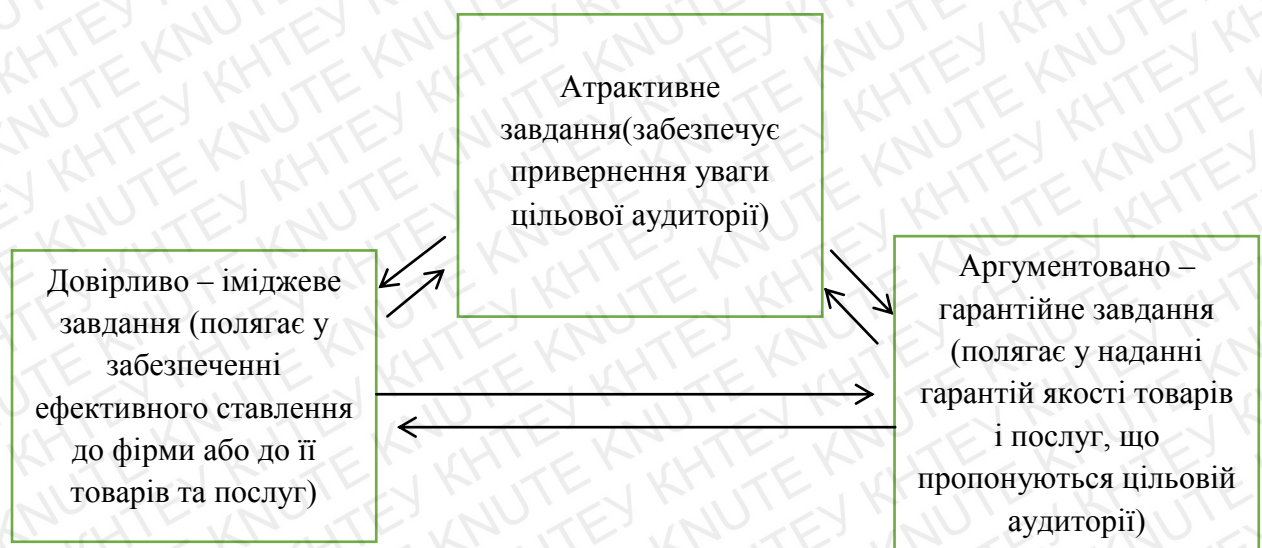 Атрактивне
завдання(забезпечує
привернення уваги
цільової аудиторії)
Довірливо – іміджеве
завдання (полягає у
забезпеченні
ефективного ставлення
до фірми або до її
товарів та послуг)
Аргументовано –
гарантійне завдання
(полягає у наданні
гарантій якості товарів
і послуг, що
пропонуються цільовій
аудиторії)